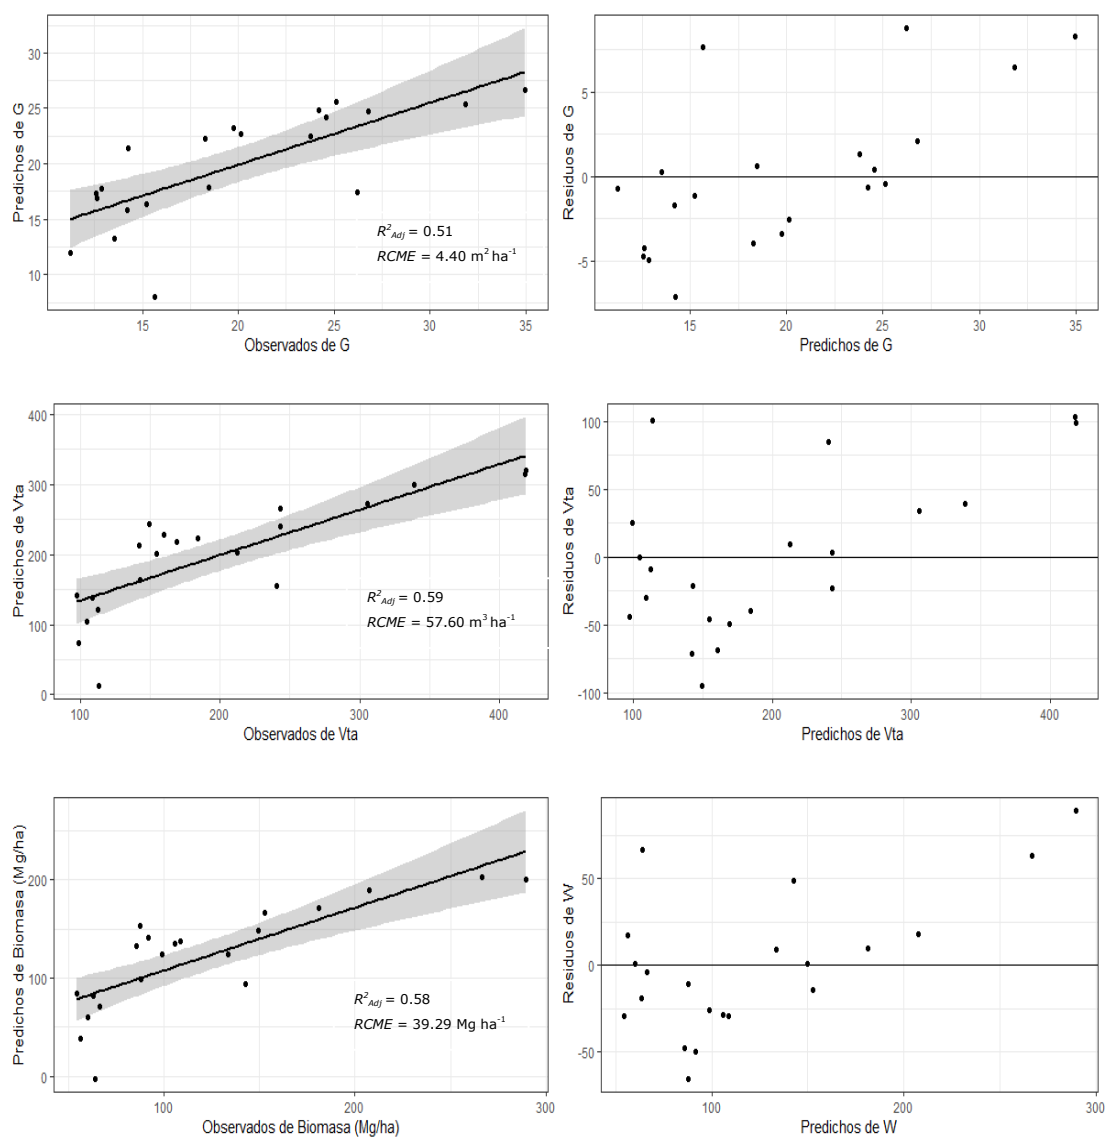 Predichos de G
30
25
20
15
10
R²Adj = 0.51
RCME = 4.40 m² ha⁻¹
15 20 25 30 35
Observados de G
Residuos de G
5
0
-5
15 20 25 30 35
Predichos de G
Predichos de Vta
400
300
200
100
0
R²Adj = 0.59
RCME = 57.60 m³ ha⁻¹
100 200 300 400
Observados de Vta
Residuos de Vta
100
50
0
-50
-100
100 200 300 400
Predichos de Vta
Predichos de Biomasa (Mg/ha)
200
100
0
R²Adj = 0.58
RCME = 39.29 Mg ha⁻¹
100 200 300
Observados de Biomasa (Mg/ha)
Residuos de W
50
0
-50
100 200 300
Predichos de W